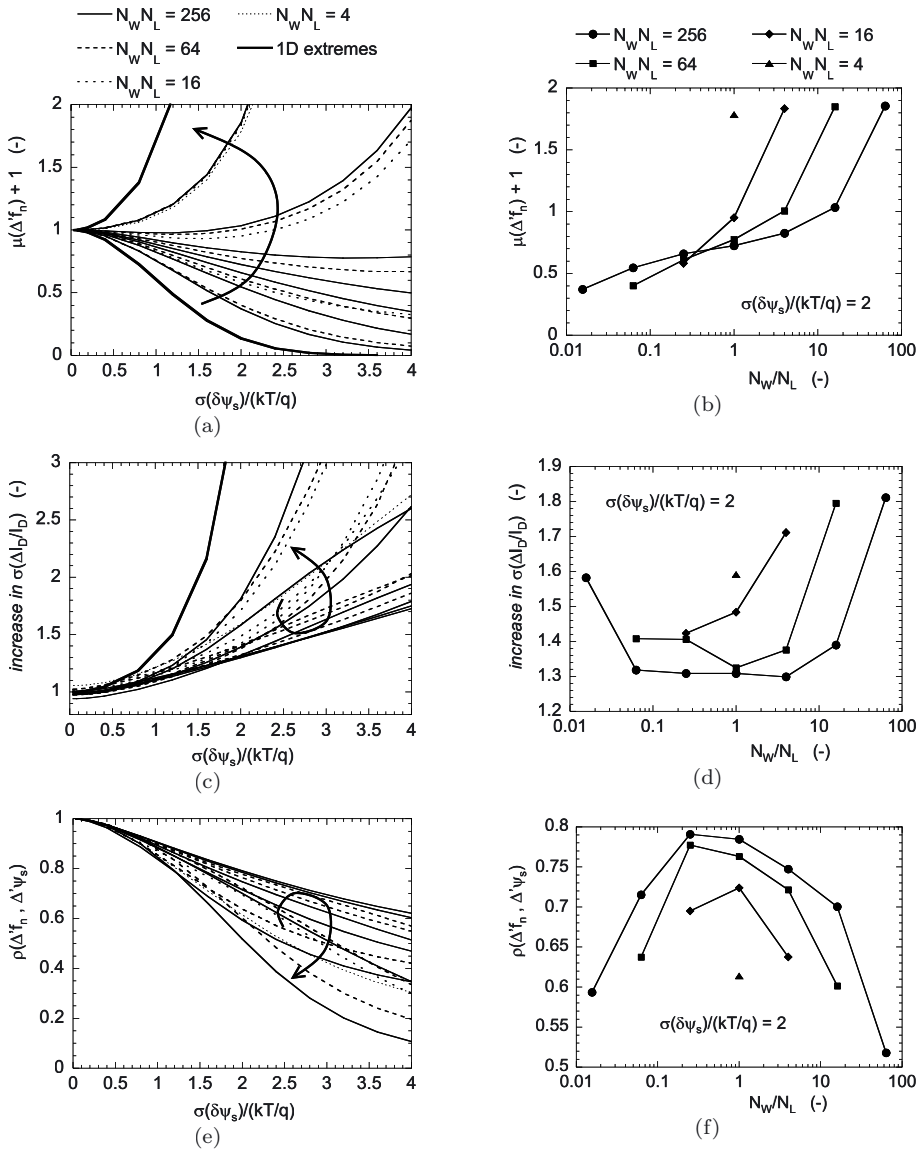 N_W N_L = 256
N_W N_L = 4
N_W N_L = 64
1D extremes
N_W N_L = 16
μ(Δ'f_n) + 1 (-)
2
1.5
1
0.5
0
0 0.5 1 1.5 2 2.5 3 3.5 4
σ(δψ_s)/(kT/q)
(a)
N_W N_L = 256
N_W N_L = 16
N_W N_L = 64
N_W N_L = 4
μ(Δ'f_n) + 1 (-)
2
1.5
1
0.5
0
σ(δψ_s)/(kT/q) = 2
0.01 0.1 1 10 100
N_W/N_L (-)
(b)
increase in σ(ΔI_D/I_D) (-)
3
2.5
2
1.5
1
0 0.5 1 1.5 2 2.5 3 3.5 4
σ(δψ_s)/(kT/q)
(c)
increase in σ(ΔI_D/I_D) (-)
1.9
1.8
1.7
1.6
1.5
1.4
1.3
1.2
σ(δψ_s)/(kT/q) = 2
0.01 0.1 1 10 100
N_W/N_L (-)
(d)
ρ(Δ'f_n , Δ'ψ_s)
1
0.8
0.6
0.4
0.2
0
0 0.5 1 1.5 2 2.5 3 3.5 4
σ(δψ_s)/(kT/q)
(e)
ρ(Δ'f_n , Δ'ψ_s)
0.8
0.75
0.7
0.65
0.6
0.55
0.5
σ(δψ_s)/(kT/q) = 2
0.01 0.1 1 10 100
N_W/N_L (-)
(f)